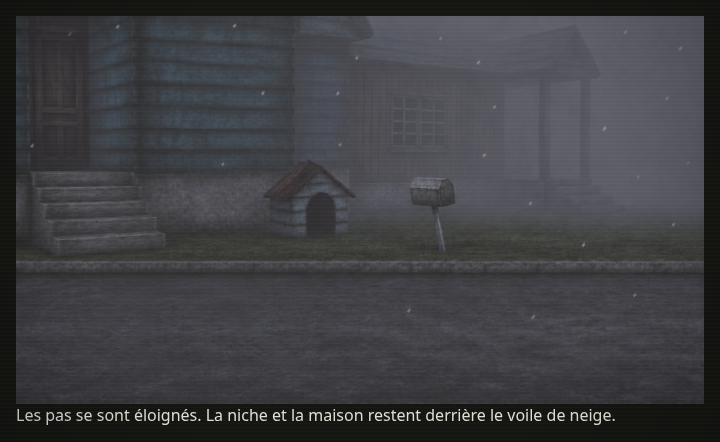 Les pas se sont éloignés. La niche et la maison restent derrière le voile de neige.